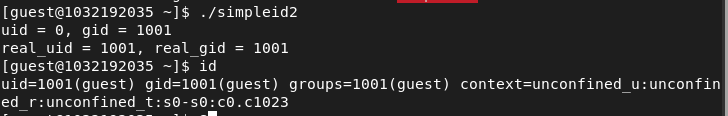 [guest@1032192035 ~]$ ./simpleid2
uid = 0, gid = 1001
real_uid = 1001, real_gid = 1001
[guest@1032192035 ~]$ id
uid=1001(guest) gid=1001(guest) groups=1001(guest) context=unconfined_u:unconfin
ed_r:unconfined_t:s0-s0:c0.c1023